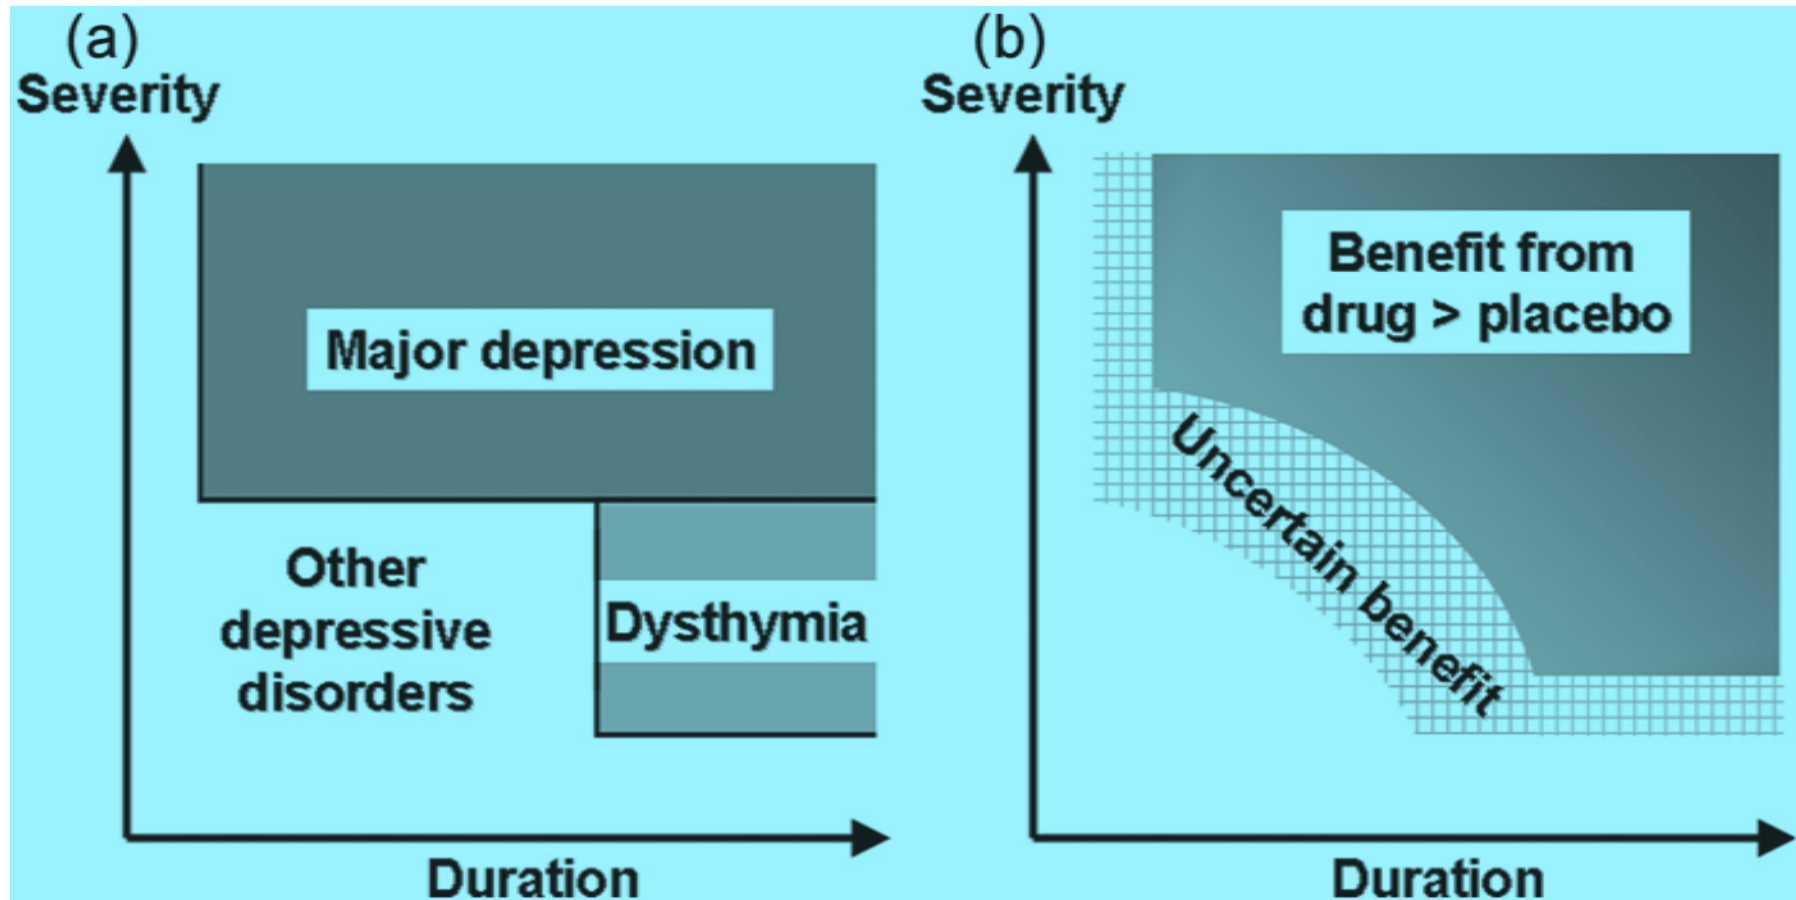 (a)
Severity
Major depression
Other
depressive
disorders
Dysthymia
Duration
(b)
Severity
Benefit from
drug > placebo
Uncertain benefit
Duration